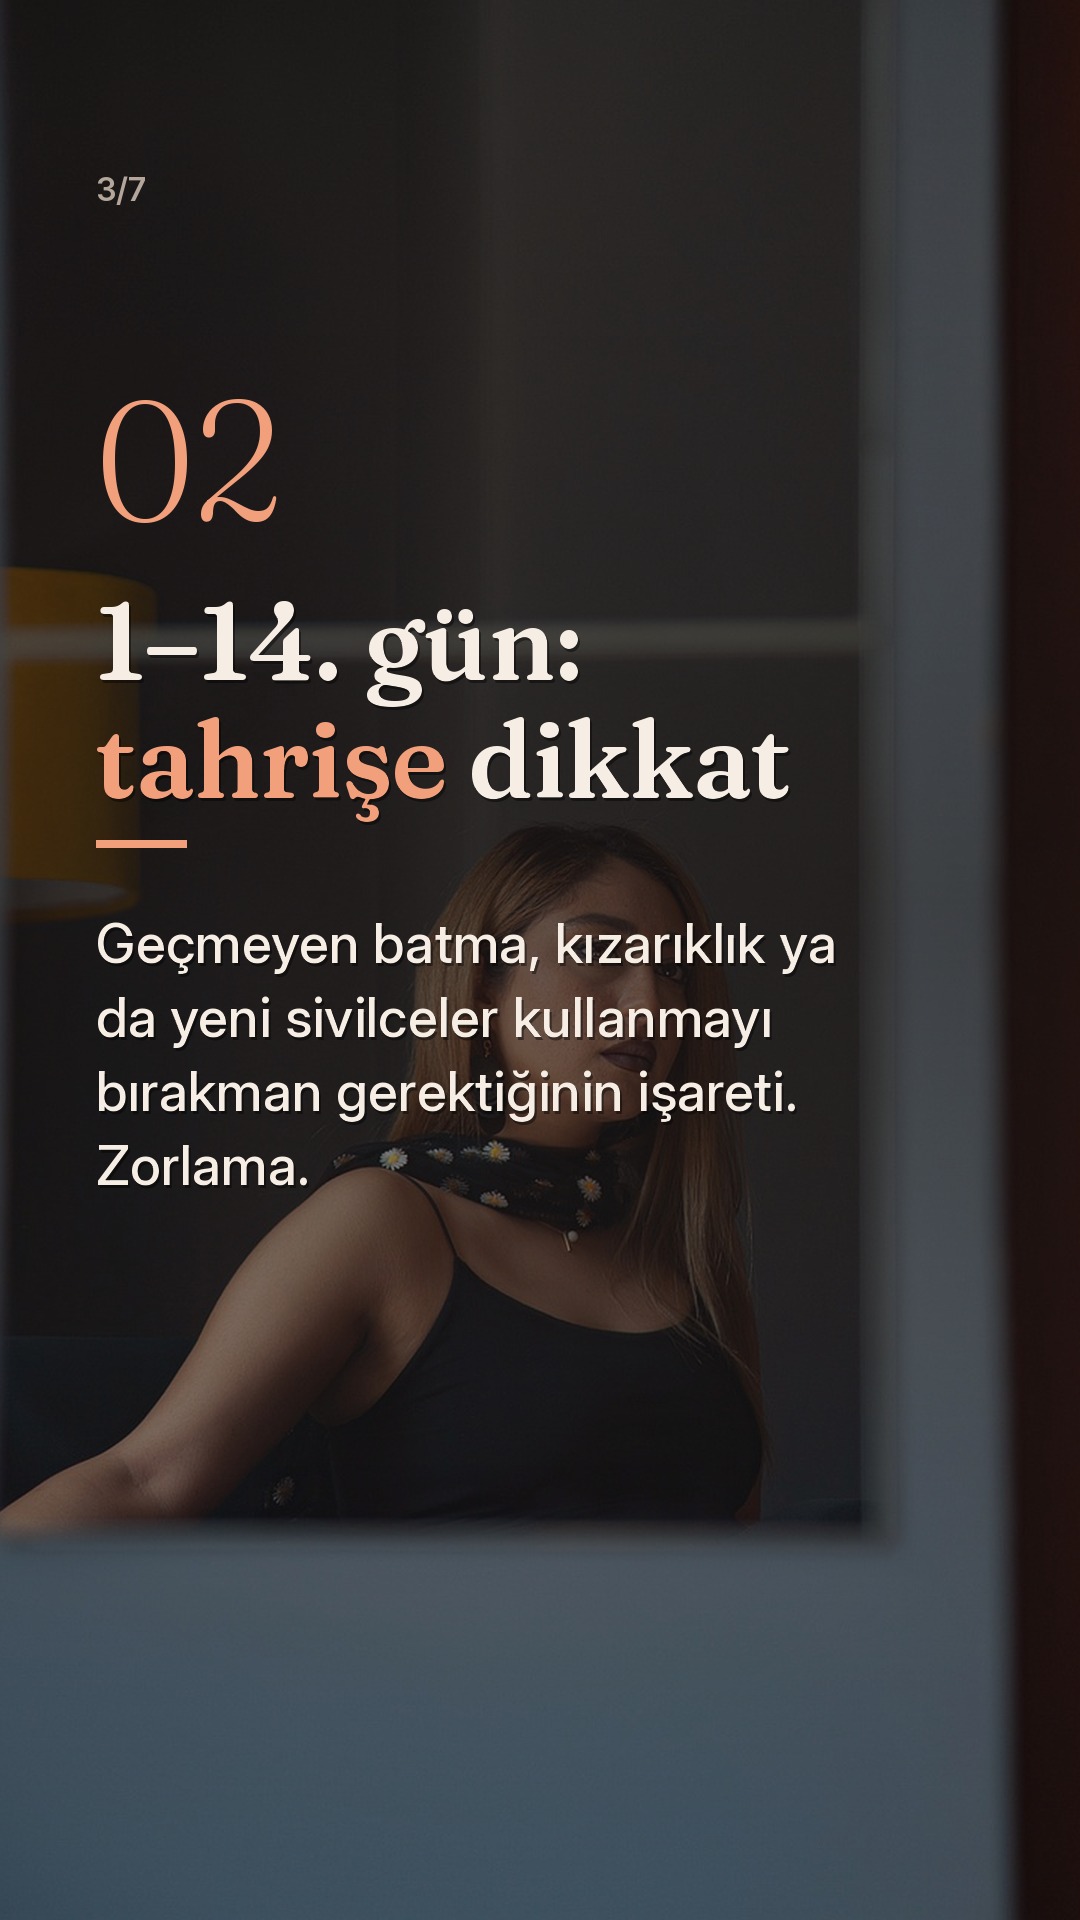 3/7
02
1–14. gün:
tahrişe dikkat
Geçmeyen batma, kızarıklık ya
da yeni sivilceler kullanmayı
bırakman gerektiğinin işareti.
Zorlama.